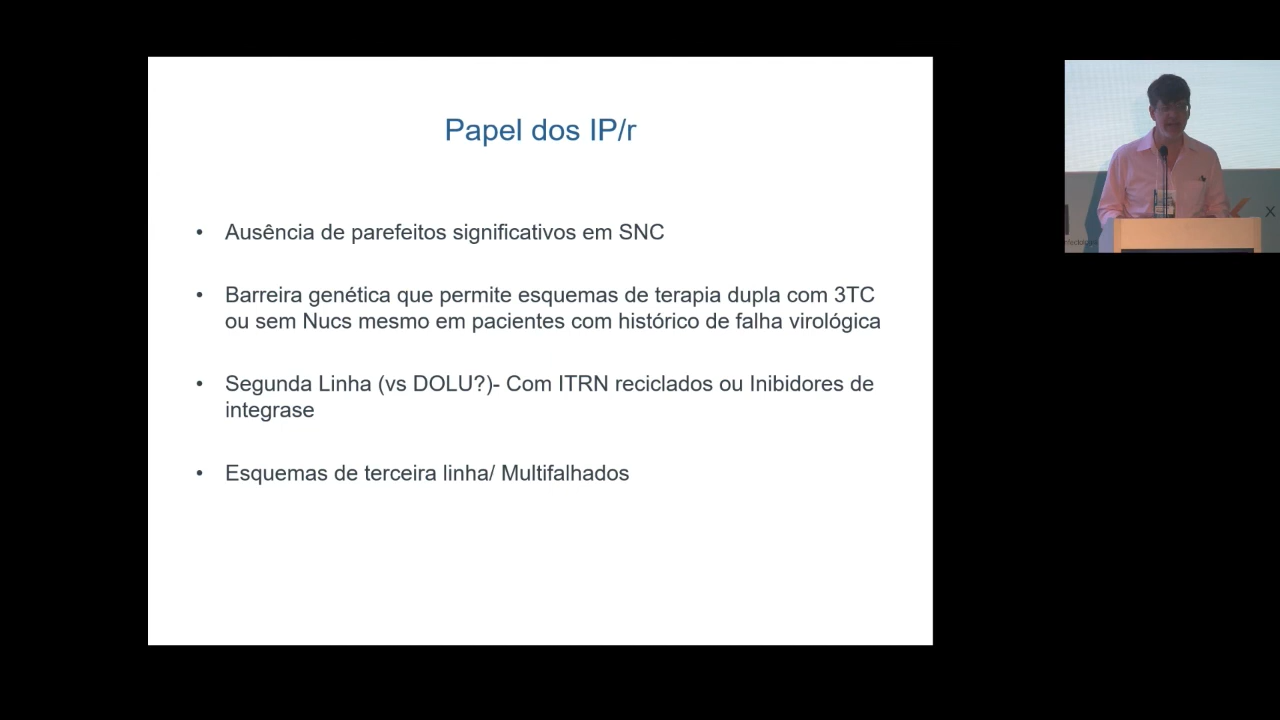 Papel dos IP/r
• Ausência de parefeitos significativos em SNC
• Barreira genética que permite esquemas de terapia dupla com 3TC
ou sem Nucs mesmo em pacientes com histórico de falha virológica
• Segunda Linha (vs DOLU?)- Com ITRN reciclados ou Inibidores de
integrase
• Esquemas de terceira linha/ Multifalhados
X